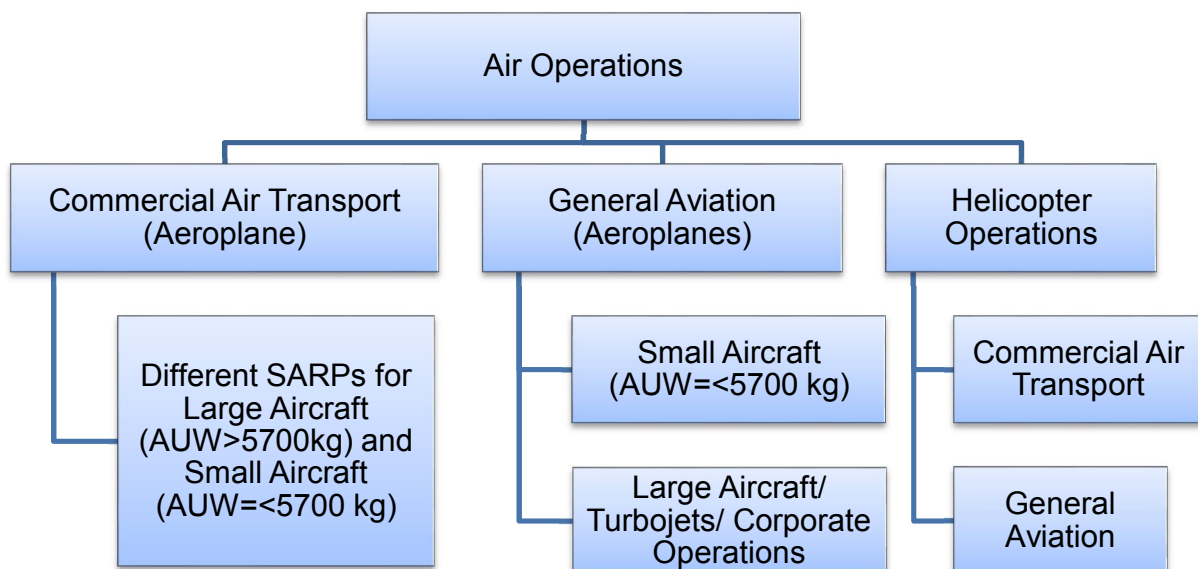 Air Operations
Commercial Air Transport
(Aeroplane)
Different SARPs for
Large Aircraft
(AUW>5700kg) and
Small Aircraft
(AUW=<5700 kg)
General Aviation
(Aeroplanes)
Small Aircraft
(AUW=<5700 kg)
Large Aircraft/
Turbojets/ Corporate
Operations
Helicopter
Operations
Commercial Air
Transport
General
Aviation